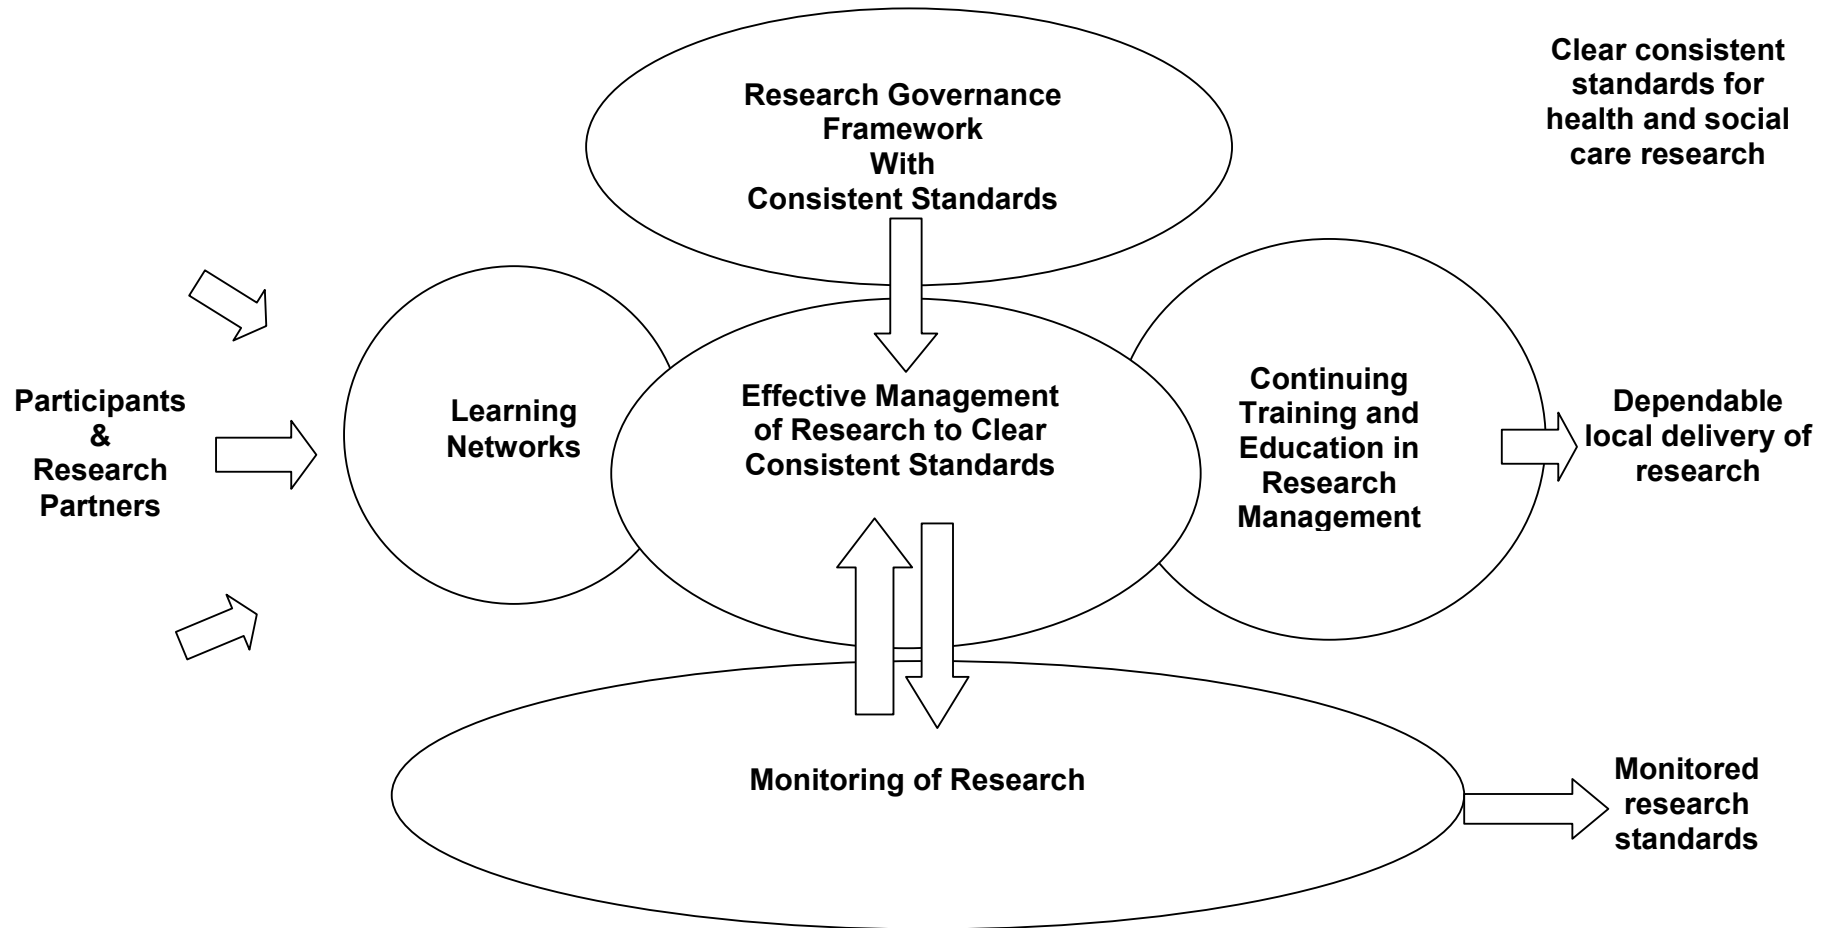 Research Governance
Framework
With
Consistent Standards
Clear consistent
standards for
health and social
care research
Participants
&
Research
Partners
Learning
Networks
Effective Management
of Research to Clear
Consistent Standards
Continuing
Training and
Education in
Research
Management
Dependable
local delivery of
research
Monitoring of Research
Monitored
research
standards